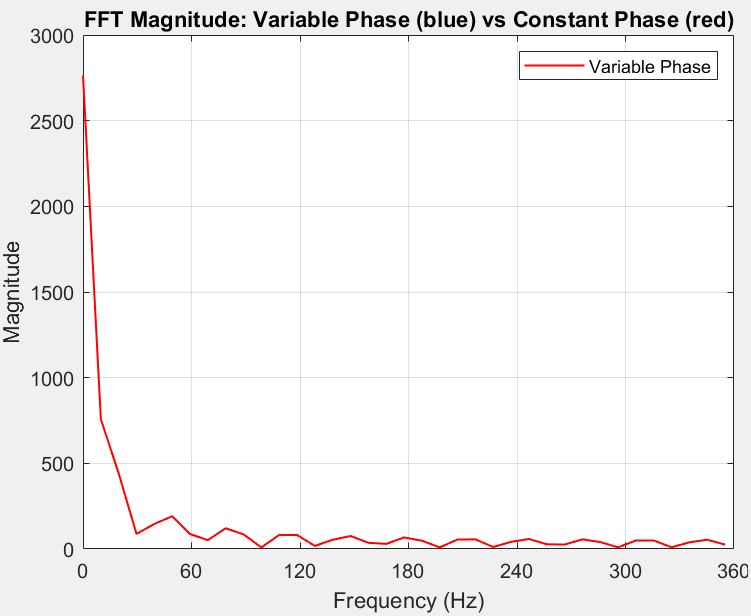 FFT Magnitude: Variable Phase (blue) vs Constant Phase (red)
Variable Phase
3000
2500
2000
1500
1000
500
0
Magnitude
0 60 120 180 240 300 360
Frequency (Hz)